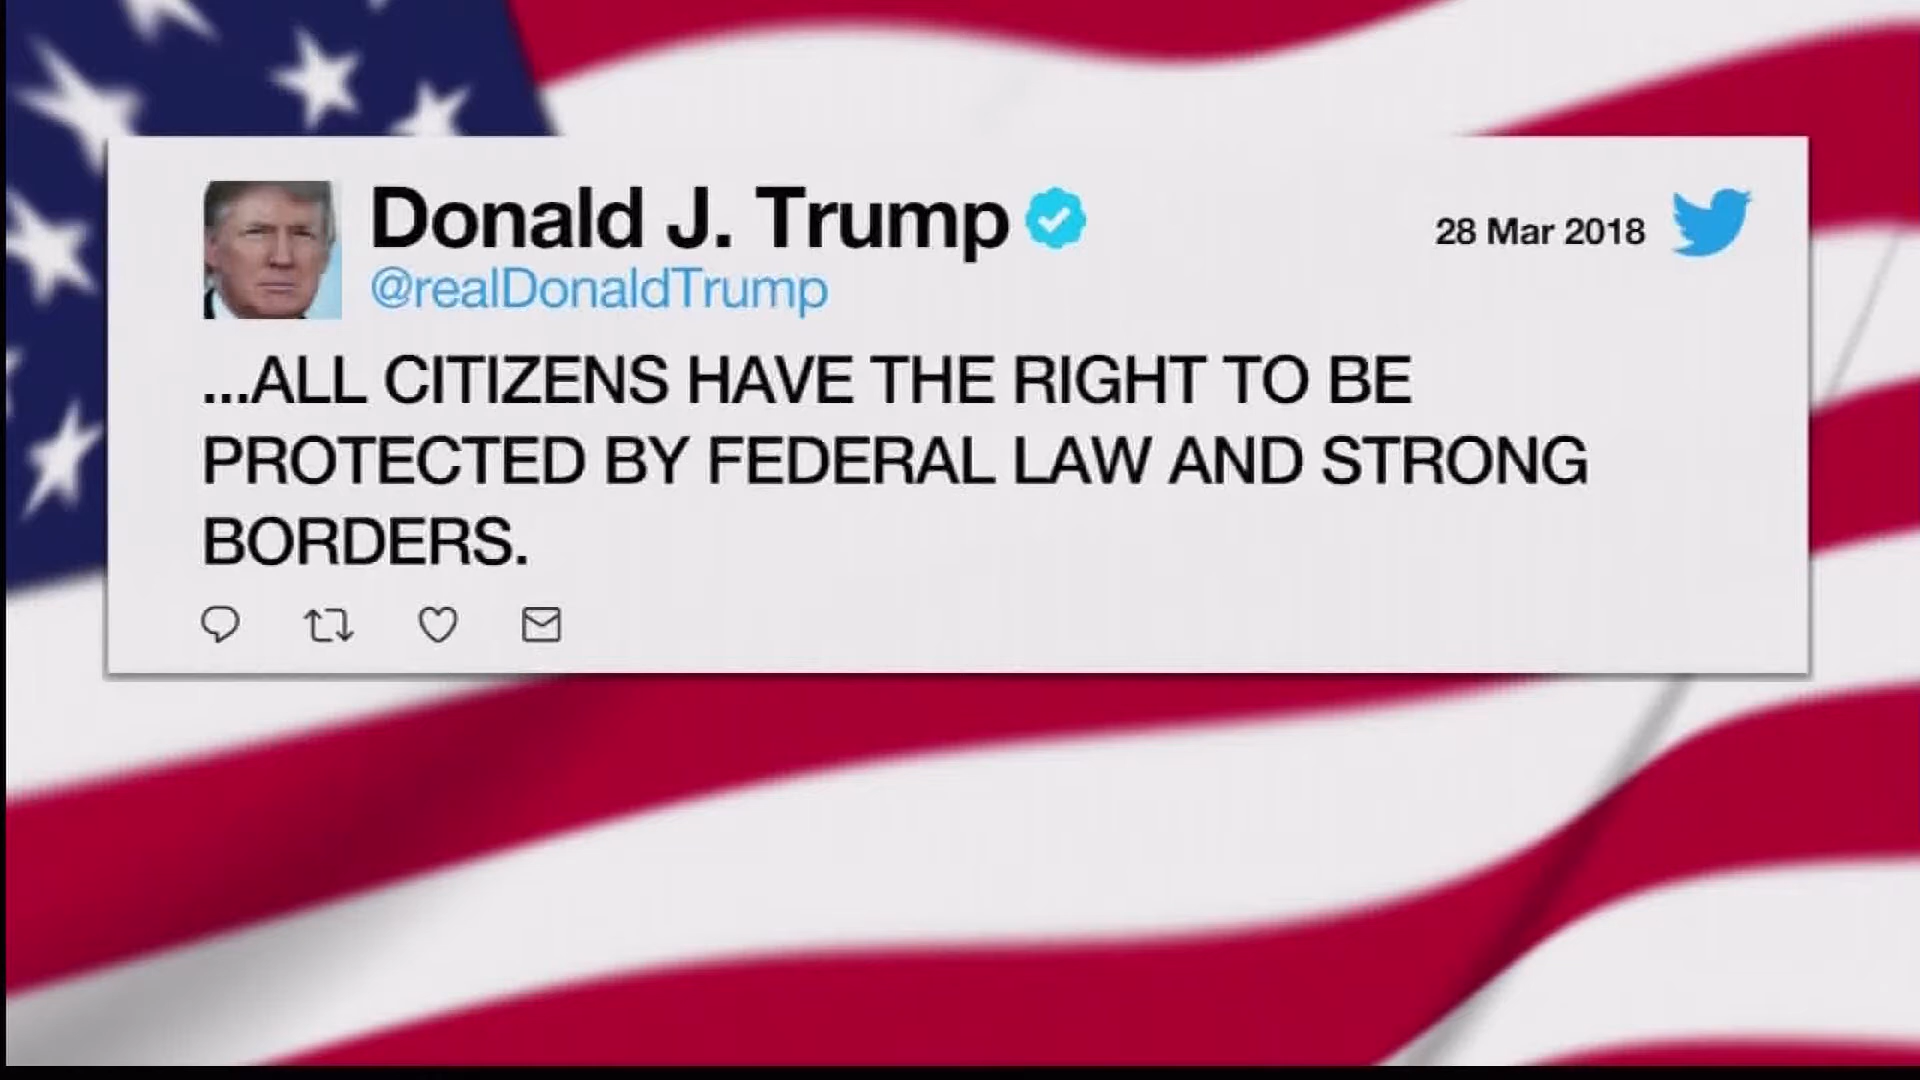 Donald J. Trump
28 Mar 2018
@realDonaldTrump
...ALL CITIZENS HAVE THE RIGHT TO BE
PROTECTED BY FEDERAL LAW AND STRONG
BORDERS.